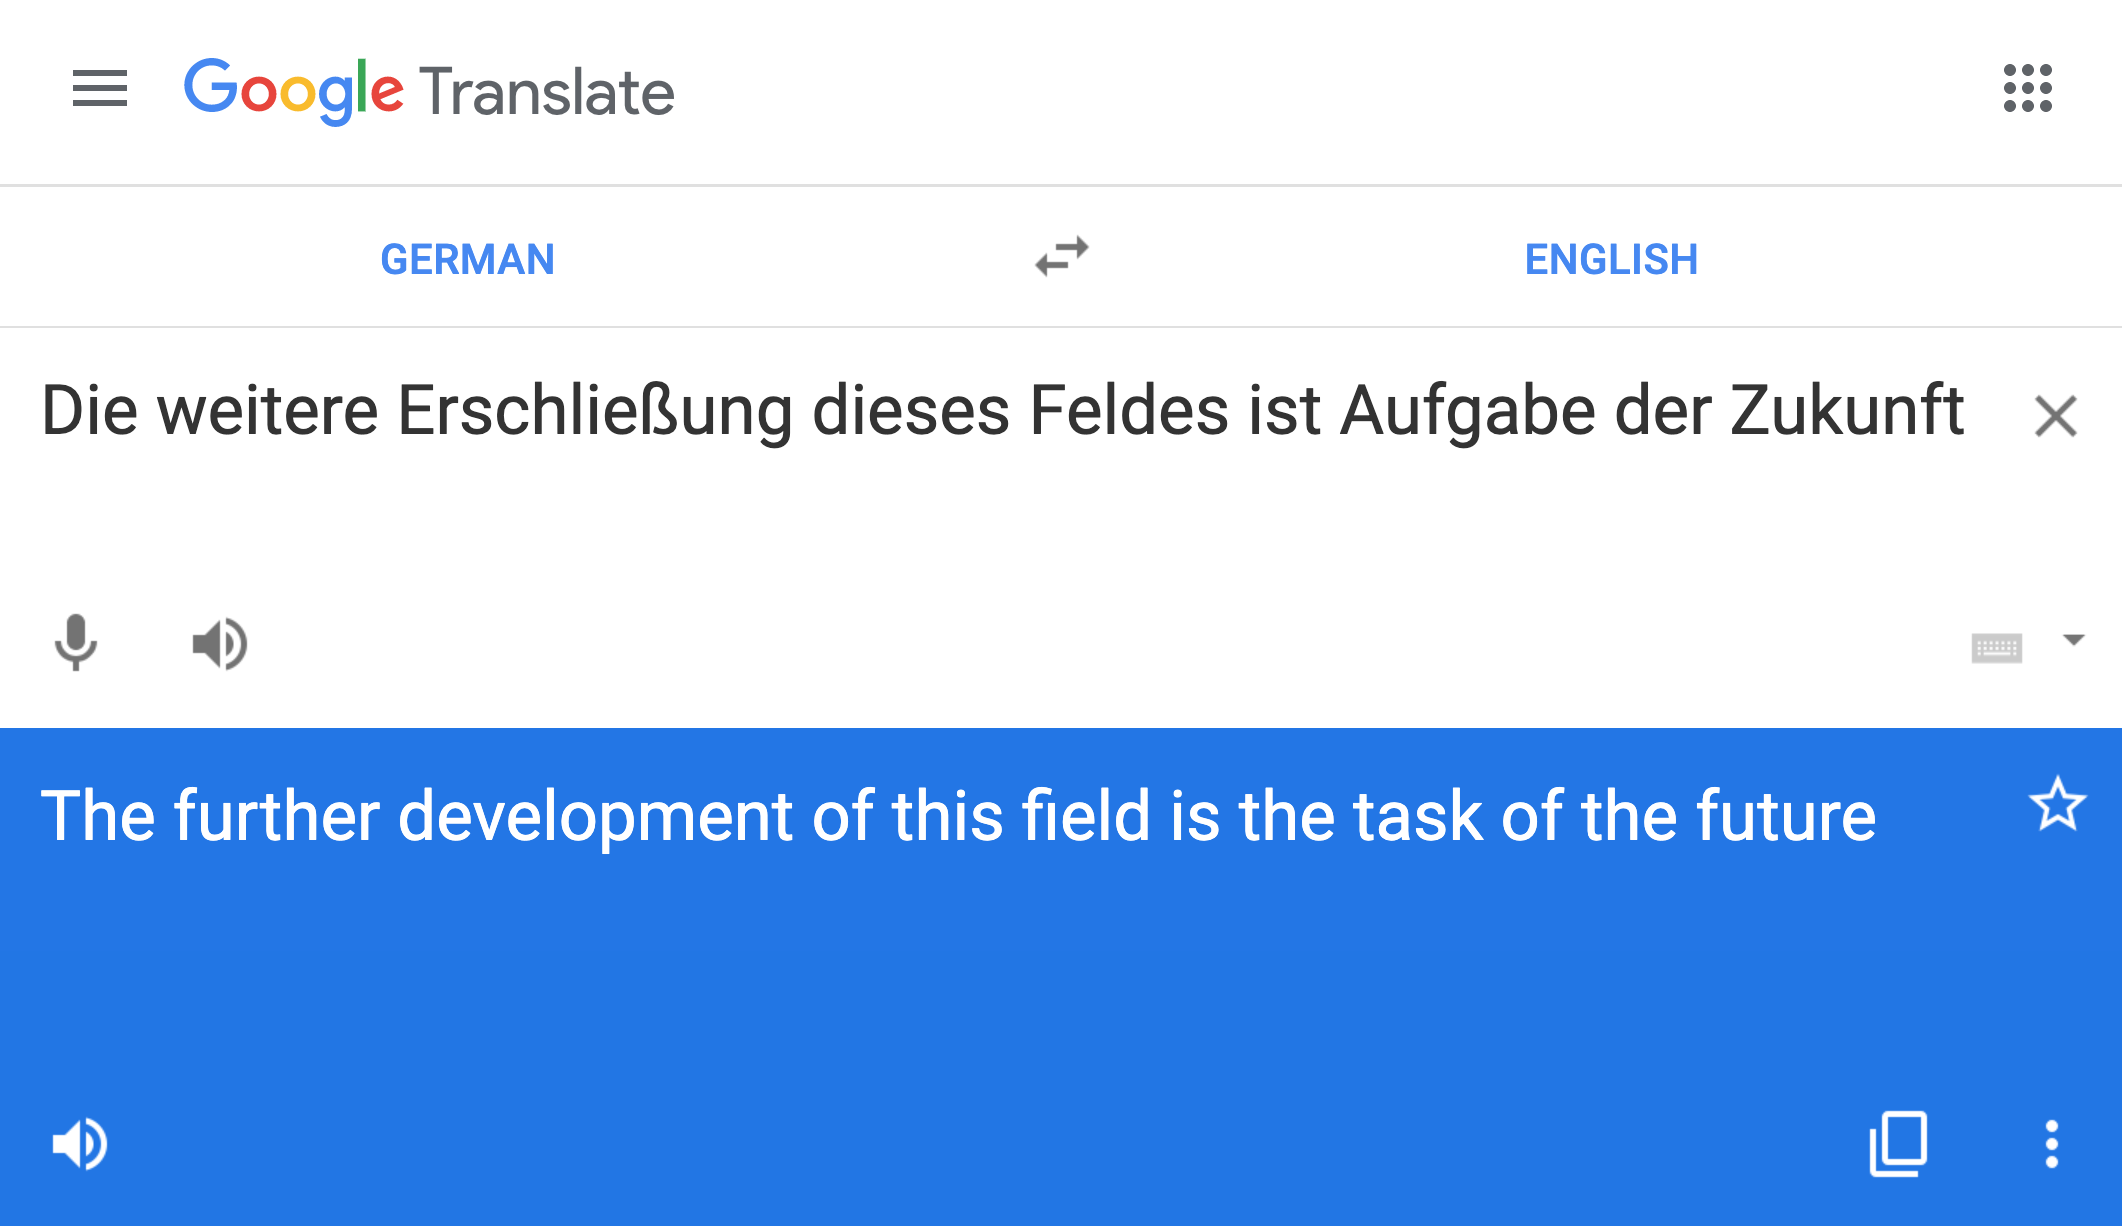 Google Translate
GERMAN
ENGLISH
Die weitere Erschließung dieses Feldes ist Aufgabe der Zukunft
The further development of this field is the task of the future